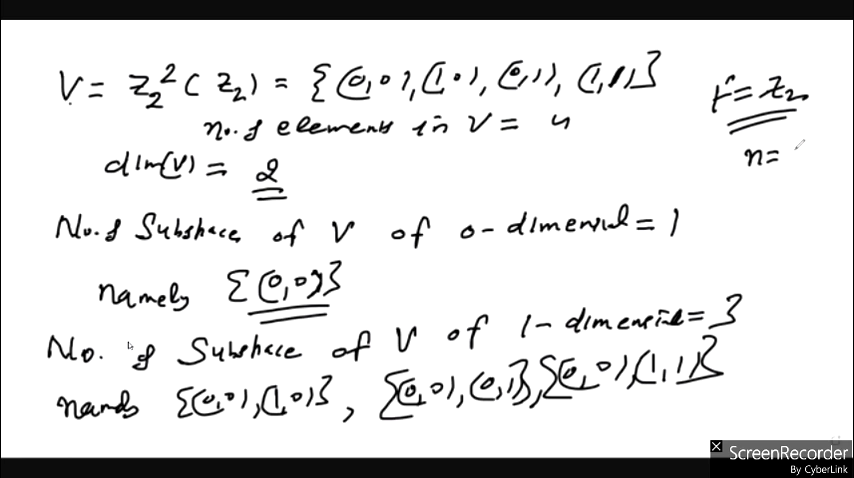 V = Z₂²(Z₂) = {(0,0), (1,0), (0,1), (1,1)}
F = Z₂
no. of elements in V = 4
n =
dim(V) = 2
No. of Subspace of V of 0-dimensional = 1
namely {(0,0)}
No. of Subspace of V of 1-dimensional = 3
namely {(0,0), (1,0)}, {(0,0), (0,1)}, {(0,0), (1,1)}
ScreenRecorder
By CyberLink